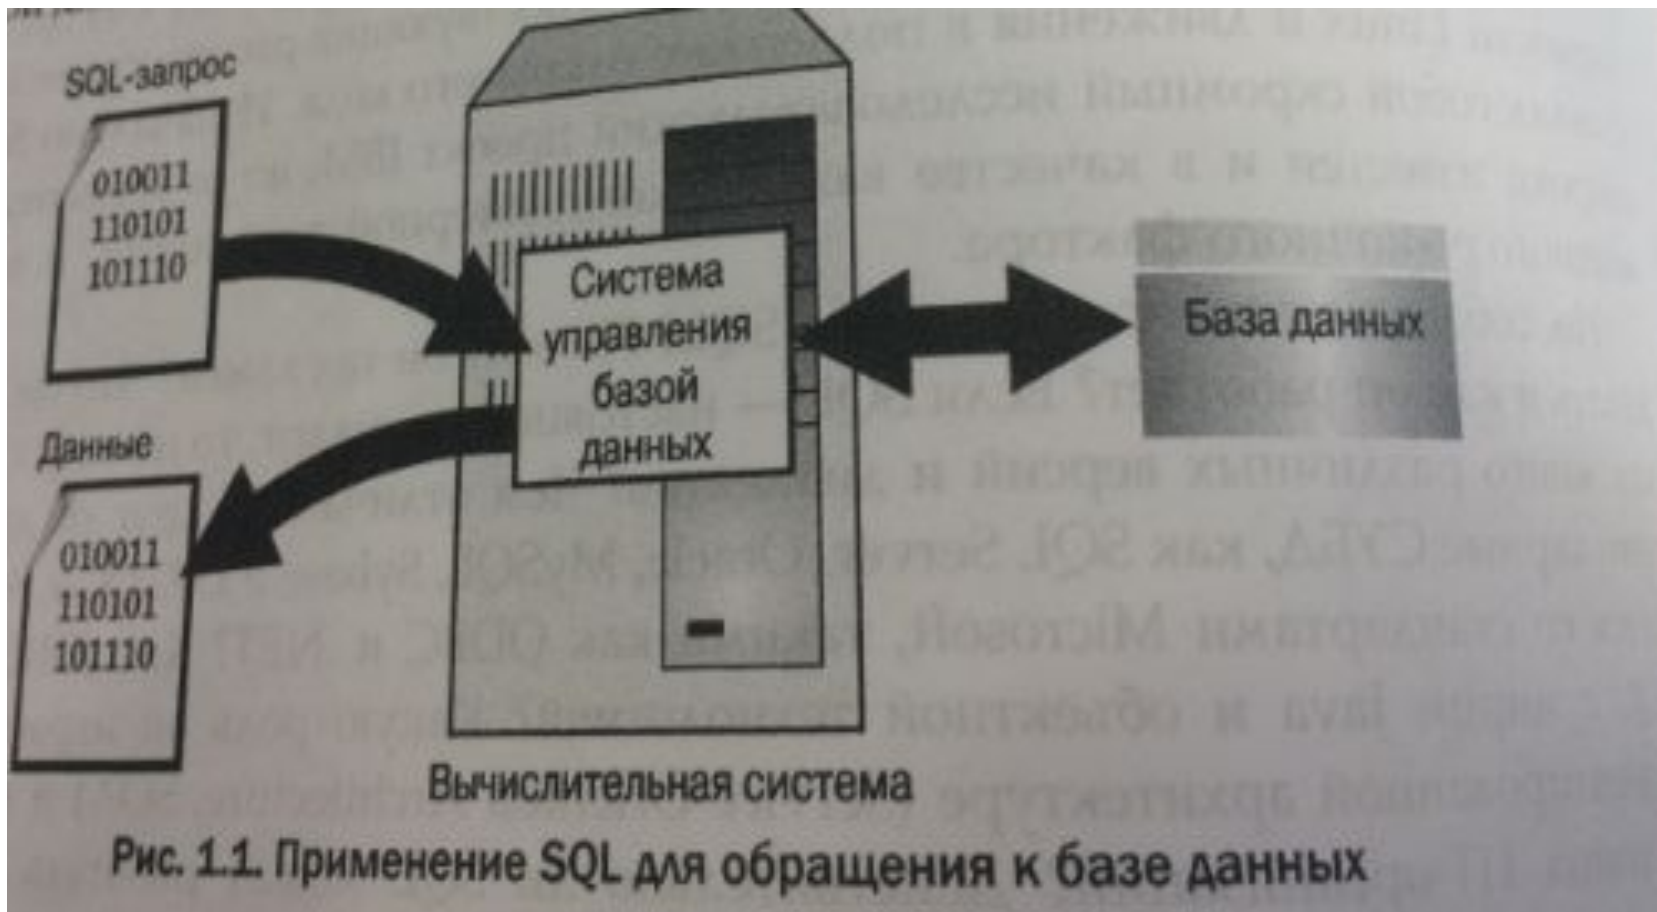 SQL-запрос
010011
110101
101110
Система
управления
базой
данных
База данных
Данные
010011
110101
101110
Вычислительная система
Рис. 1.1. Применение SQL для обращения к базе данных